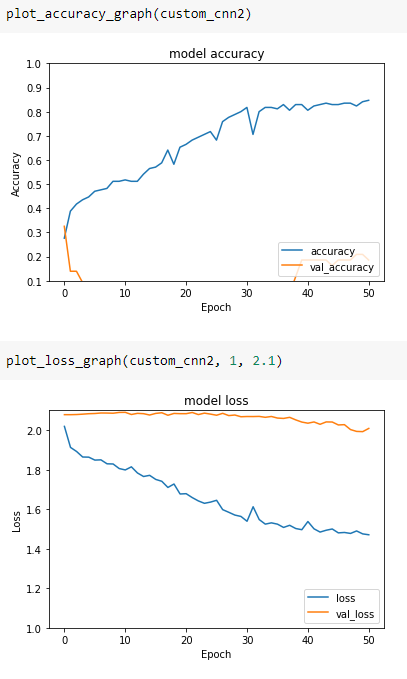 plot_accuracy_graph(custom_cnn2)
model accuracy
1.0
0.9
0.8
0.7
0.6
0.5
0.4
0.3
0.2
0.1
Accuracy
accuracy
val_accuracy
0 10 20 30 40 50
Epoch
plot_loss_graph(custom_cnn2, 1, 2.1)
model loss
2.0
1.8
1.6
1.4
1.2
1.0
Loss
loss
val_loss
0 10 20 30 40 50
Epoch